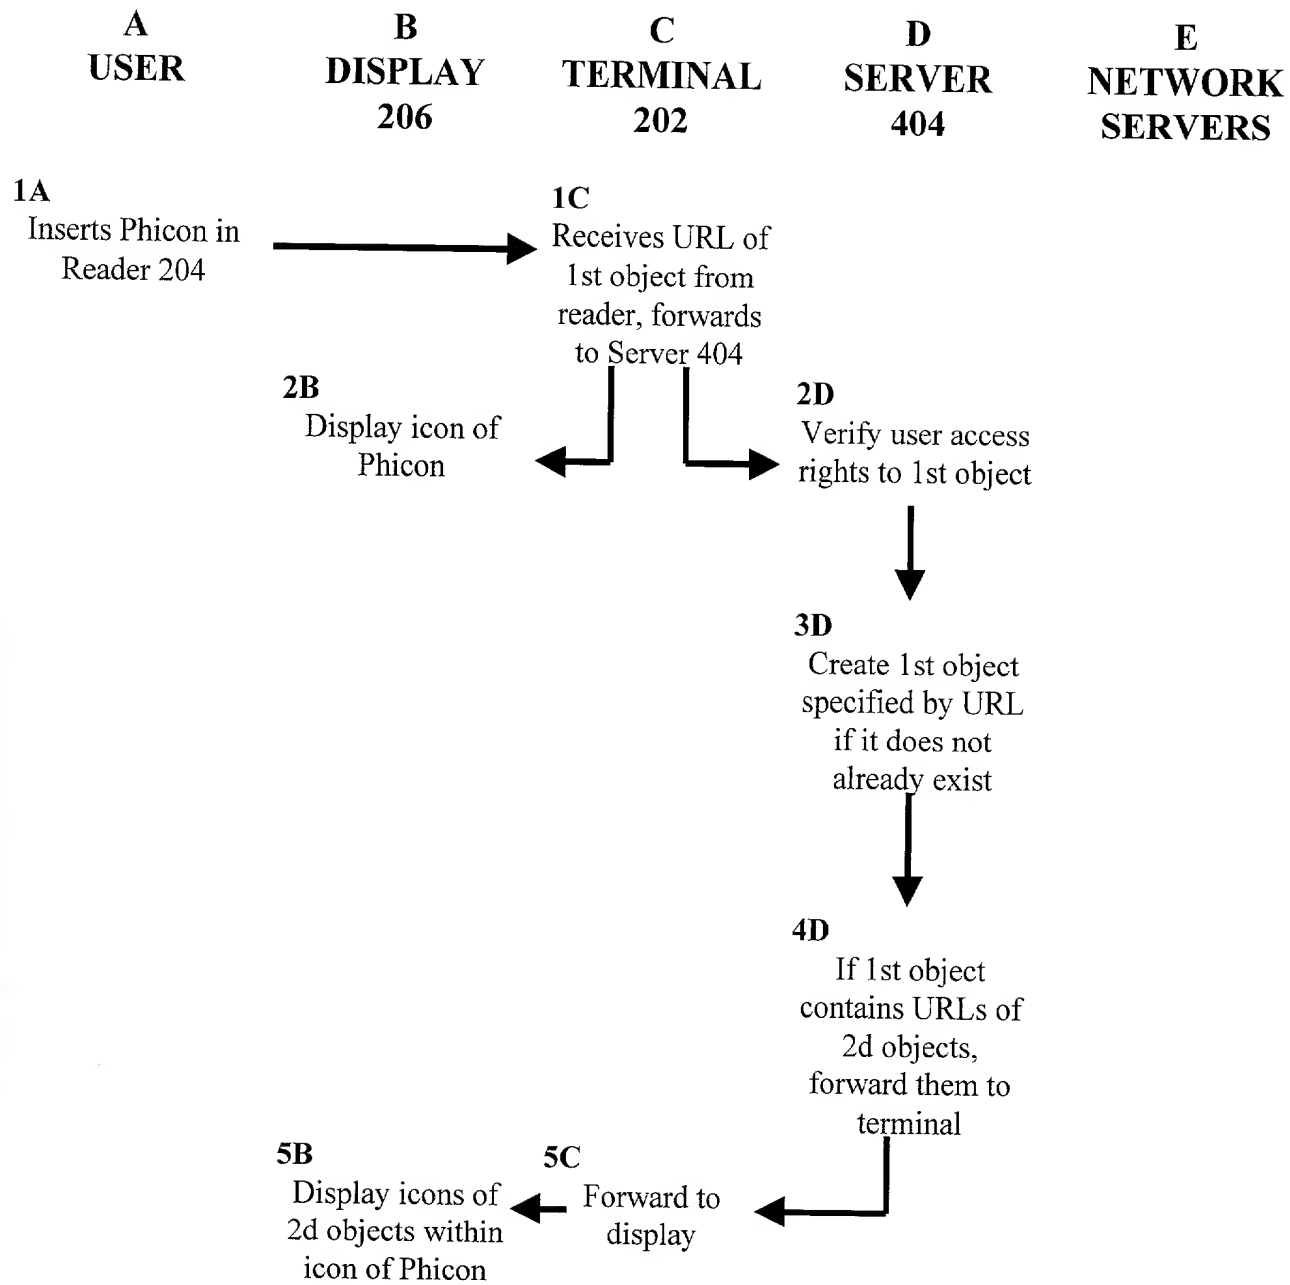 A
USER
B
DISPLAY
206
C
TERMINAL
202
D
SERVER
404
E
NETWORK
SERVERS
1A
Inserts Phicon in
Reader 204
1C
Receives URL of
1st object from
reader, forwards
to Server 404
2B
Display icon of
Phicon
2D
Verify user access
rights to 1st object
3D
Create 1st object
specified by URL
if it does not
already exist
4D
If 1st object
contains URLs of
2d objects,
forward them to
terminal
5B
Display icons of
2d objects within
icon of Phicon
5C
Forward to
display